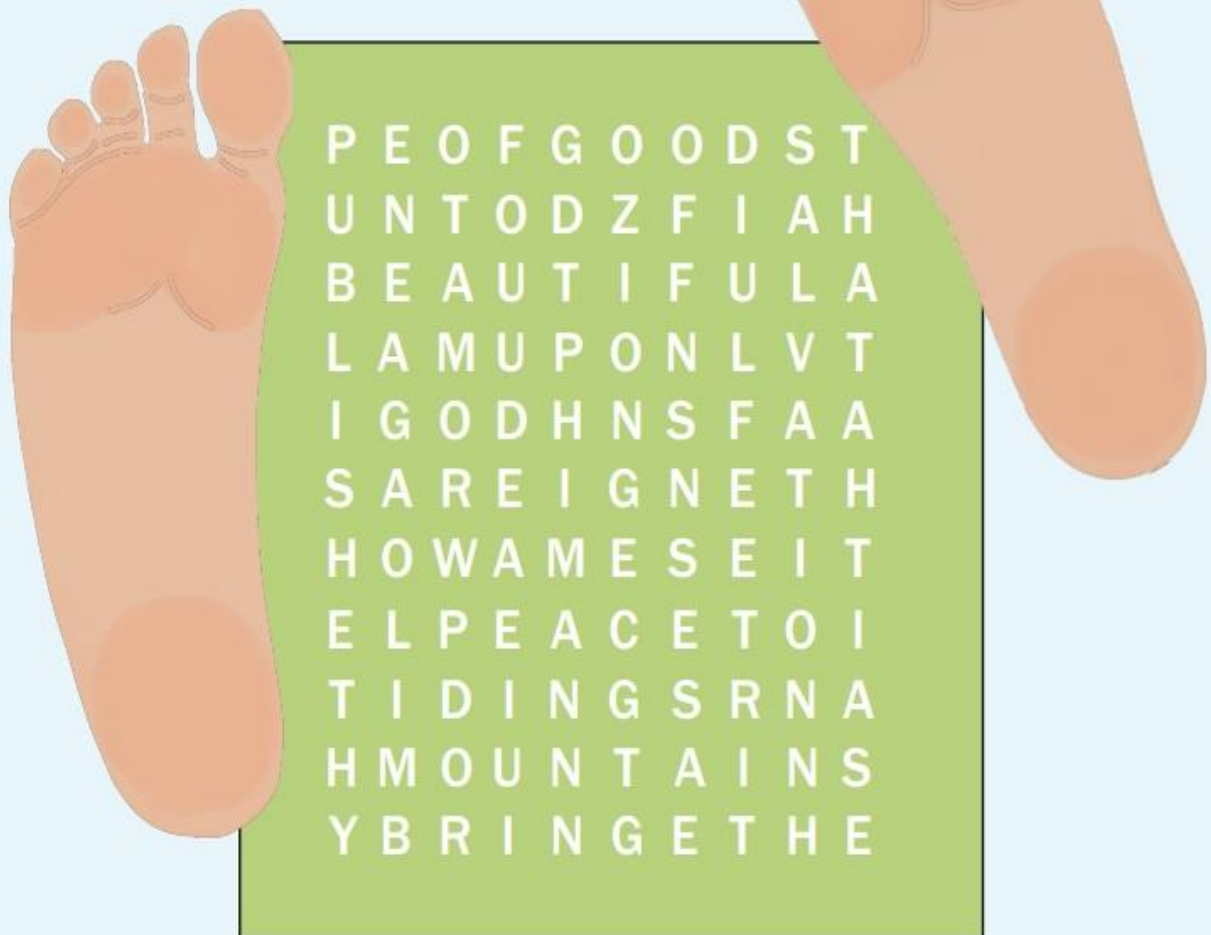 P E O F G O O D S T
U N T O D Z F I A H
B E A U T I F U L A
L A M U P O N L V T
I G O D H N S F A A
S A R E I G N E T H
H O W A M E S E I T
E L P E A C E T O I
T I D I N G S R N A
H M O U N T A I N S
Y B R I N G E T H E